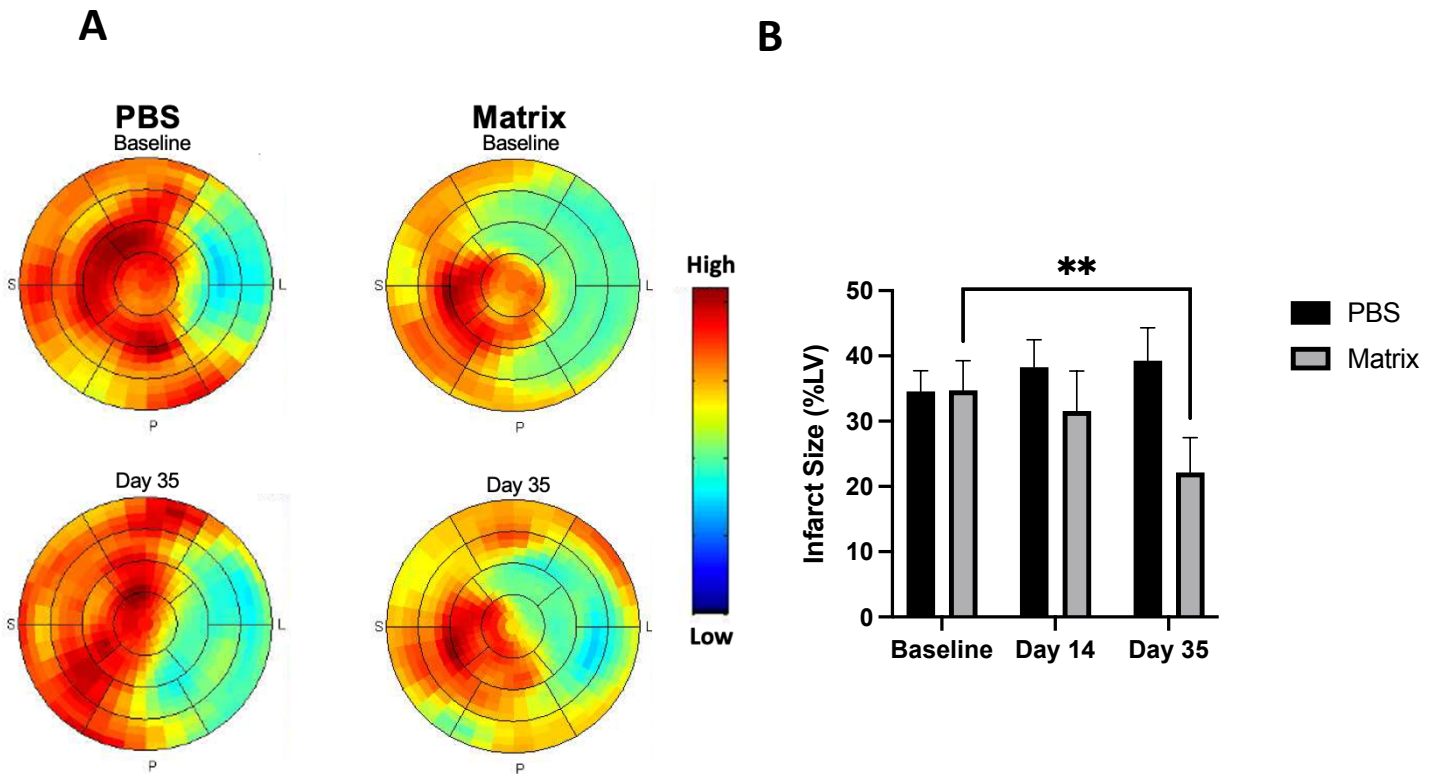 A
B
PBS
Baseline
Matrix
Baseline
S
L
P
S
L
P
Day 35
S
L
P
Day 35
S
L
P
High
Low
**
Infarct Size (%LV)
50
40
30
20
10
0
Baseline
Day 14
Day 35
PBS
Matrix